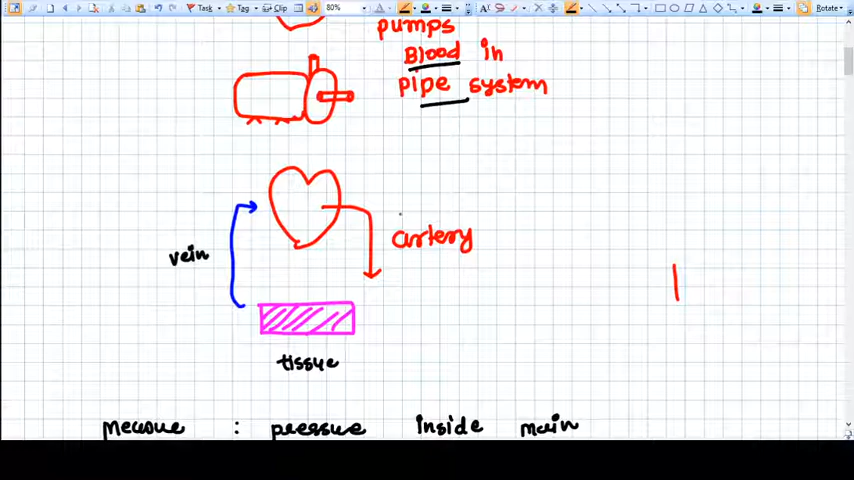 Task
Tag
Clip
80%
Rotate
pumps
Blood in
pipe system
artery
vein
tissue
measure : pressure inside main